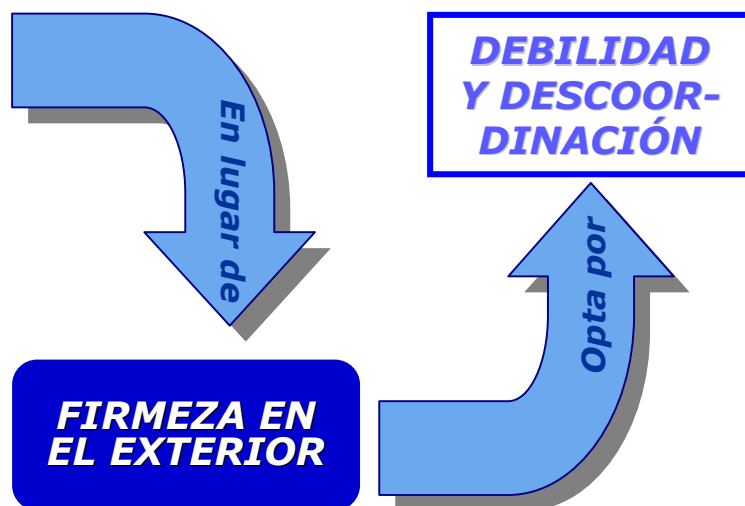 En lugar de
FIRMEZA EN
EL EXTERIOR
Opta por
DEBILIDAD
Y DESCOOR-
DINACIÓN